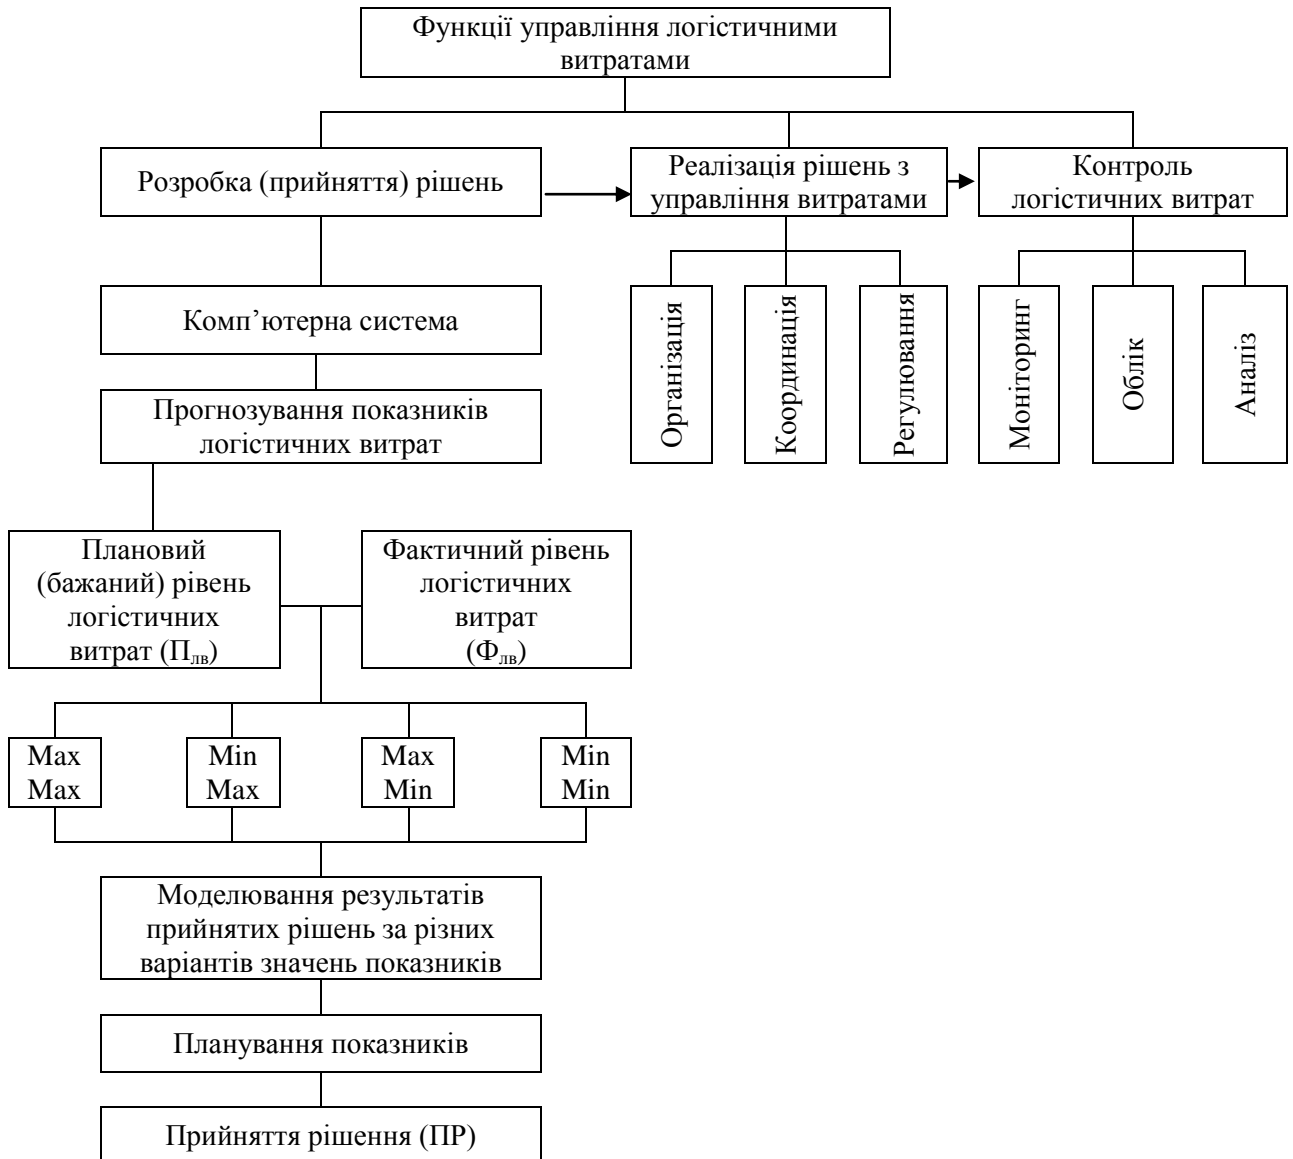 Функції управління логістичними
витратами
Розробка (прийняття) рішень
Реалізація рішень з
управління витратами
Контроль
логістичних витрат
Комп’ютерна система
Організація
Координація
Регулювання
Моніторинг
Облік
Аналіз
Прогнозування показників
логістичних витрат
Плановий
(бажаний) рівень
логістичних
витрат (Плв)
Фактичний рівень
логістичних
витрат
(Флв)
Max
Max
Min
Max
Max
Min
Min
Min
Моделювання результатів
прийнятих рішень за різних
варіантів значень показників
Планування показників
Прийняття рішення (ПР)